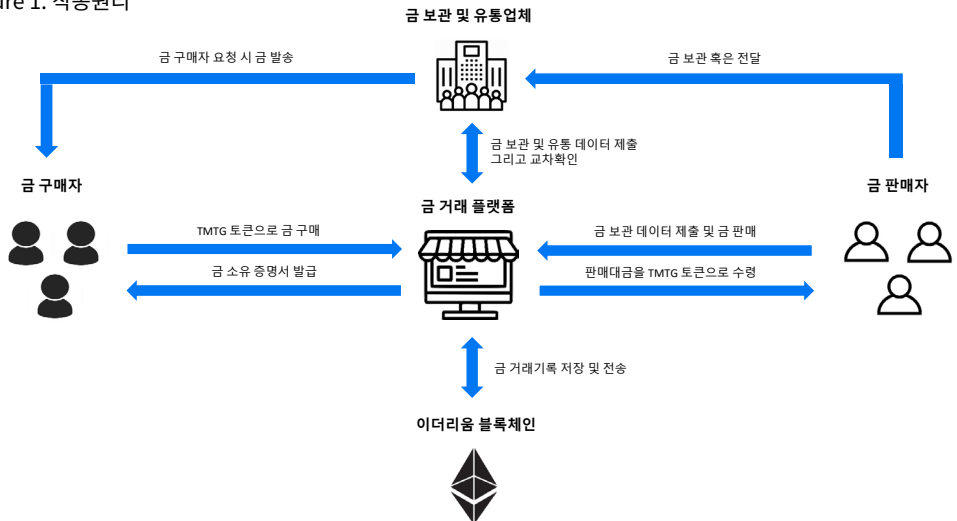 ure 1. 작동원리
금 보관 및 유통업체
금 구매자 요청 시 금 발송
금 보관 혹은 전달
금 보관 및 유통 데이터 제출
그리고 교차확인
금 구매자
금 판매자
금 거래 플랫폼
TMTG 토큰으로 금 구매
금 보관 데이터 제출 및 금 판매
금 소유 증명서 발급
판매대금을 TMTG 토큰으로 수령
금 거래기록 저장 및 전송
이더리움 블록체인